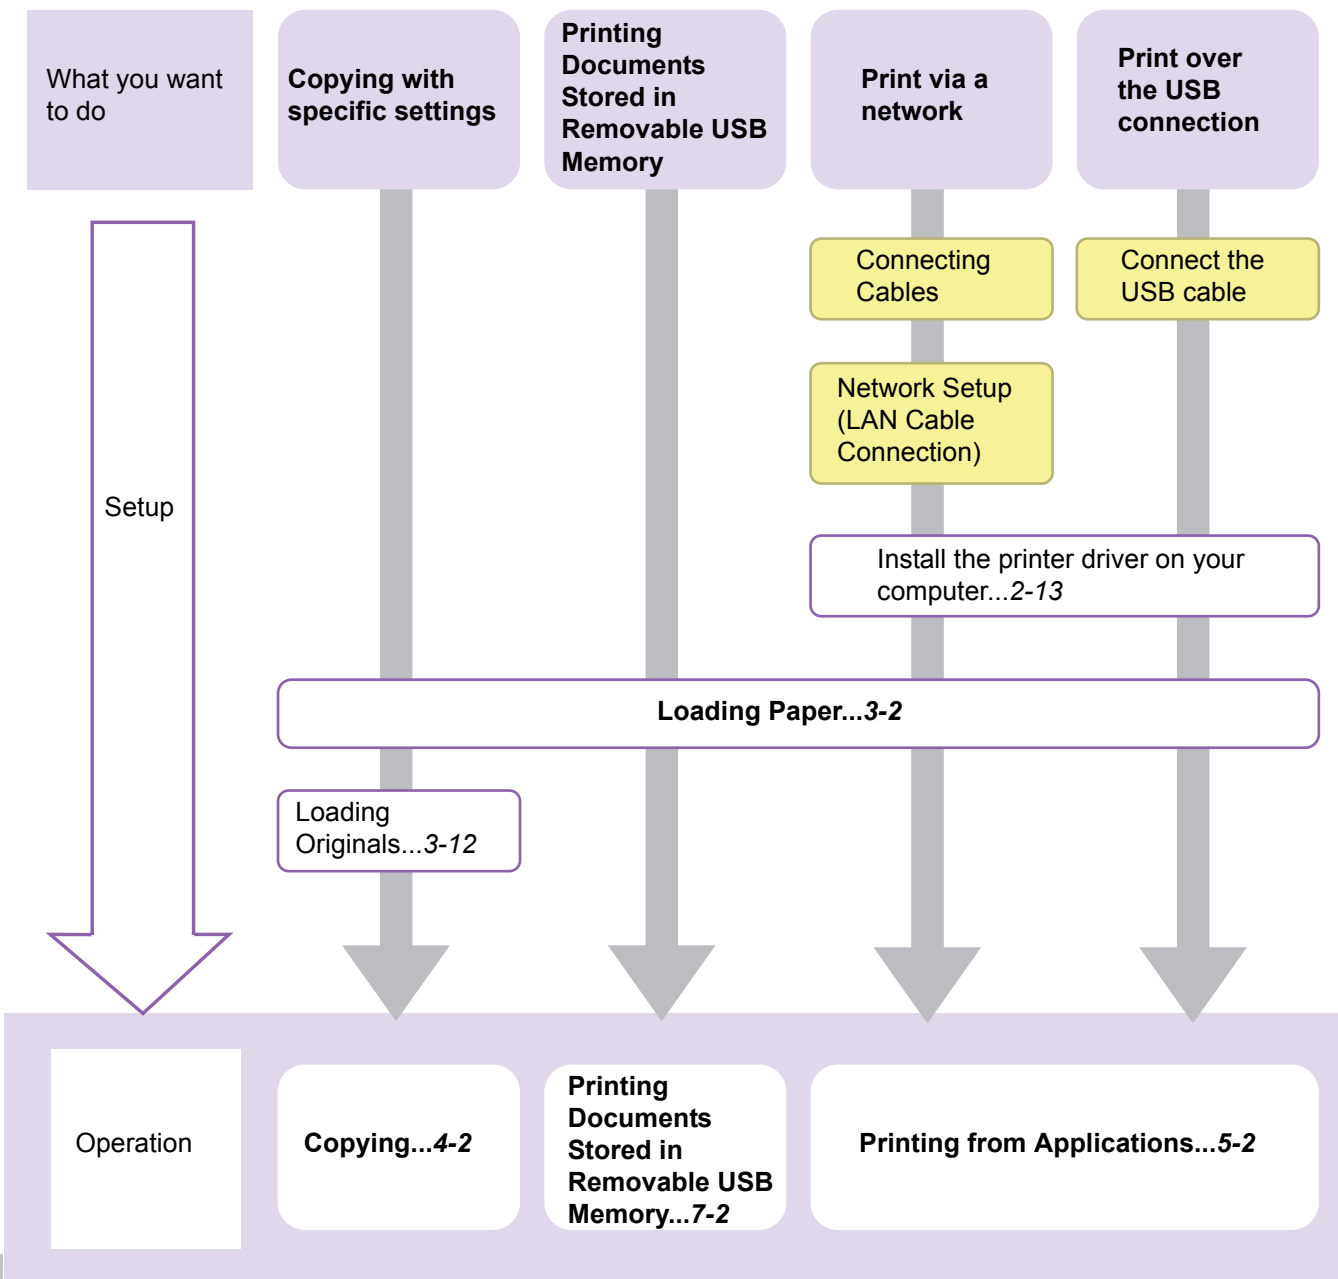 What you want
to do
Copying with
specific settings
Printing
Documents
Stored in
Removable USB
Memory
Print via a
network
Print over
the USB
connection
Connecting
Cables
Connect the
USB cable
Network Setup
(LAN Cable
Connection)
Setup
Install the printer driver on your
computer...2-13
Loading Paper...3-2
Loading
Originals...3-12
Operation
Copying...4-2
Printing
Documents
Stored in
Removable USB
Memory...7-2
Printing from Applications...5-2